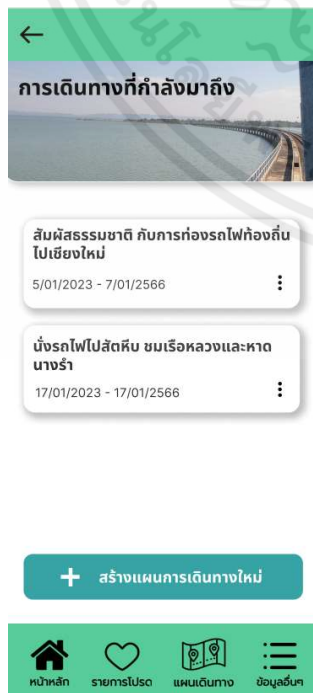 การเดินทางที่กำลังมาถึง
สัมผัสธรรมชาติ กับการท่องรถไฟท้องถิ่น
ไปเชียงใหม่
5/01/2023 - 7/01/2566
นั่งรถไฟไปสัตหีบ ชมเรือหลวงและหาด
นางรำ
17/01/2023 - 17/01/2566
สร้างแผนการเดินทางใหม่
หน้าหลัก รายการโปรด แผนเดินทาง ข้อมูลอื่นๆ